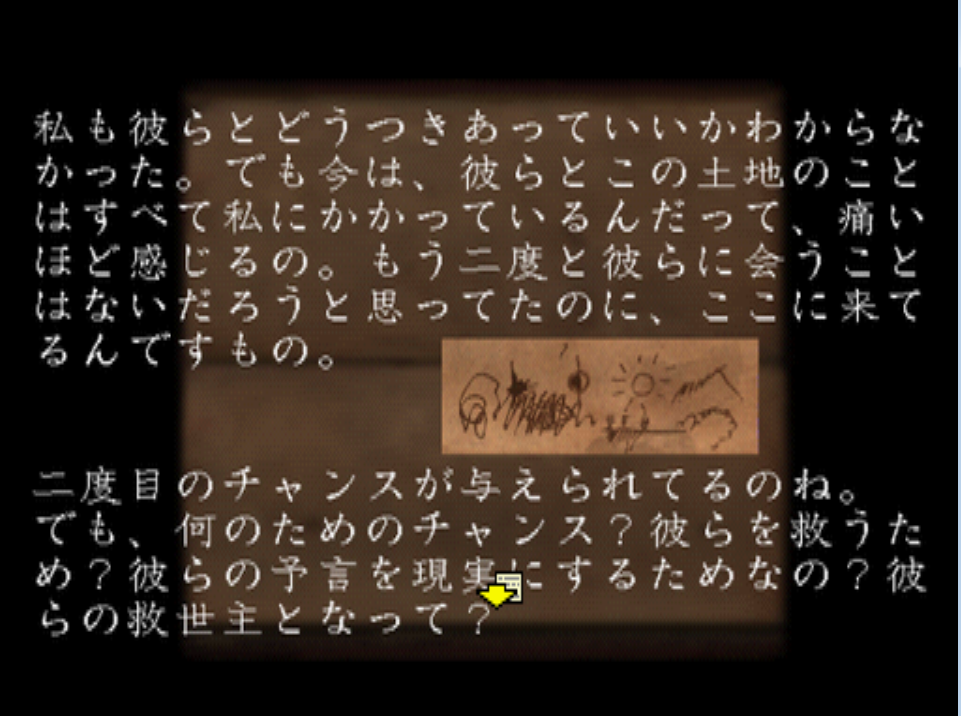 私も彼らとどうつきあっていいかわからな
かった。でも今は、彼らとこの土地のこと
はすべて私にかかっているんだって、痛い
ほど感じるの。もう二度と彼らに会うこと
はないだろうと思ってたのに、ここに来て
るんですもの。
二度目のチャンスが与えられてるのね。
でも、何のためのチャンス？彼らを救うた
め？彼らの予言を現実にするためなの？彼
らの救世主となって？